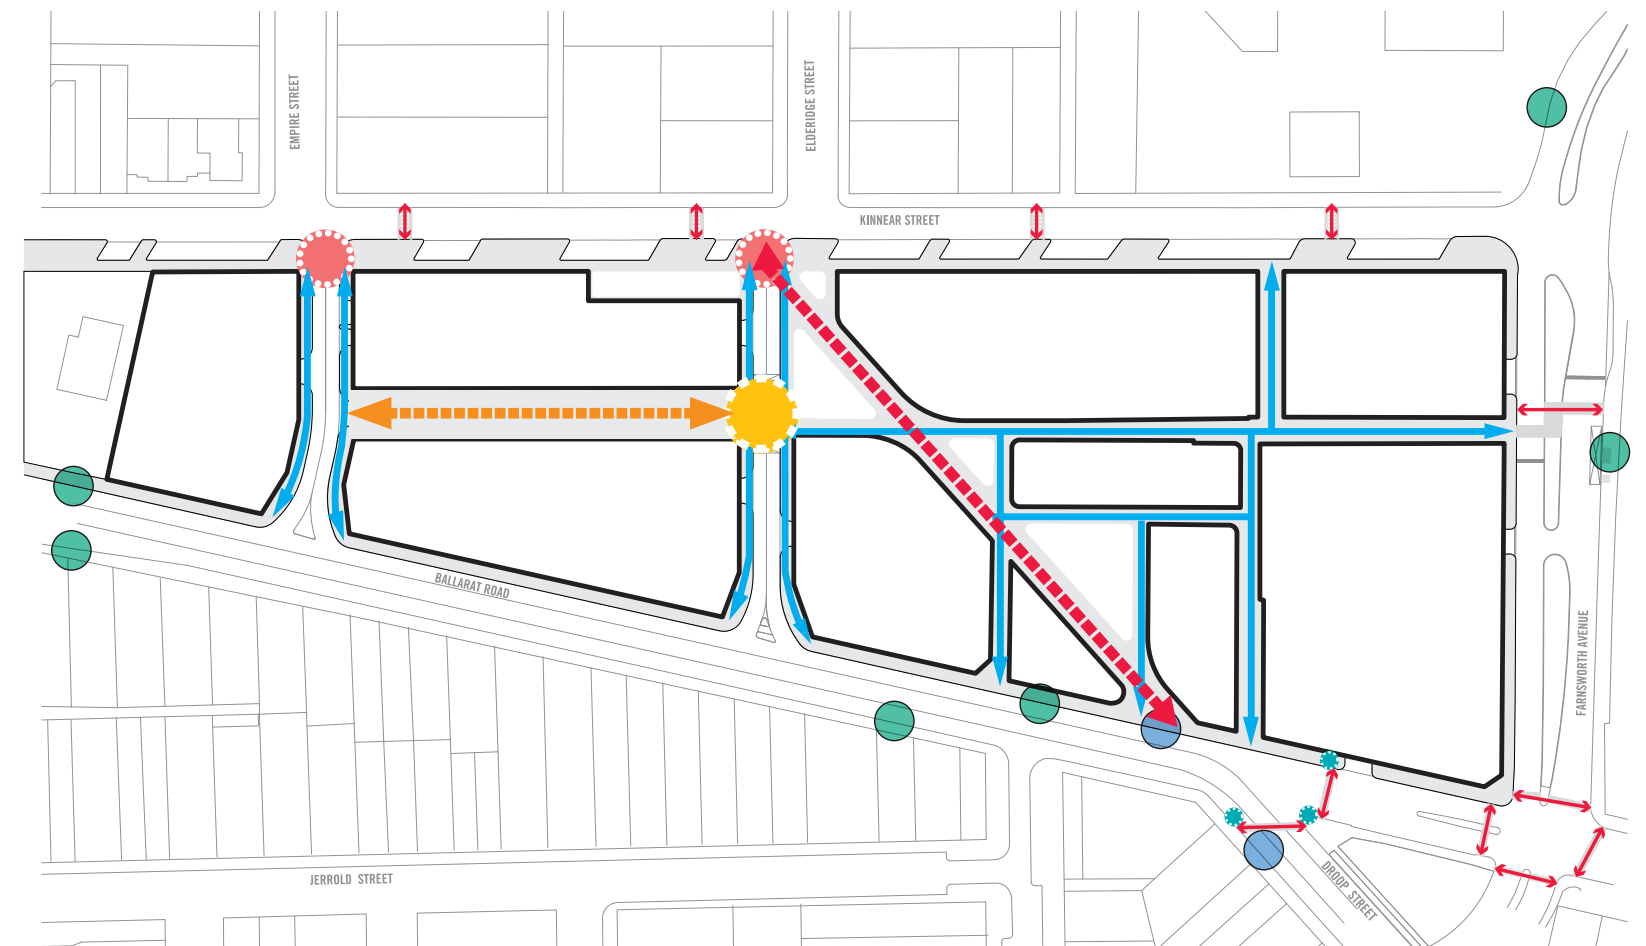 EMPIRE STREET
ELDERIDGE STREET
KINNEAR STREET
BALLARAT ROAD
FARNSWORTH AVENUE
JERROLD STREET
DROOP STREET